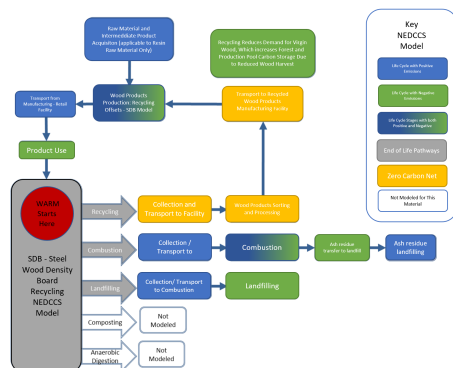 Raw Material and
Intermediate Product
Acquistion (applicable to Resin
Raw Material Only)
Recycling Reduces Demand for Virgin
Wood, Which increases Forest and
Production Pool Carbon Storage Due to
Reduced Wood Harvest
Transport from
Manufacturing - Retail
Facility
Wood Products
Production: Recycling
Offsets - SDB Model
Transport to Recycled
Wood Products
Manufacturing Facility
Product Use
WARM
Starts
Here
SDB - Steel
Wood Density
Board
Recycling
NEDCCS
Model
Recycling
Collection and
Transport to Facility
Wood Products Sorting
and Processing
Combustion
Collection /
Transport to
Combustion
Ash residue
transfer to landfill
Ash residue
landfilling
Landfilling
Collection/ Transport
to Combustion
Landfilling
Composting
Not
Modeled
Anaerobic
Digestion
Not
Modeled
Key
NEDCCS
Model
Life Cycle with Positive
Emissions
Life Cycle with Negative
Emissions
Life Cycle Stages with Both
Positive and Negative
End of Life Pathways
Zero Carbon Net
Not Modeled for This
Material